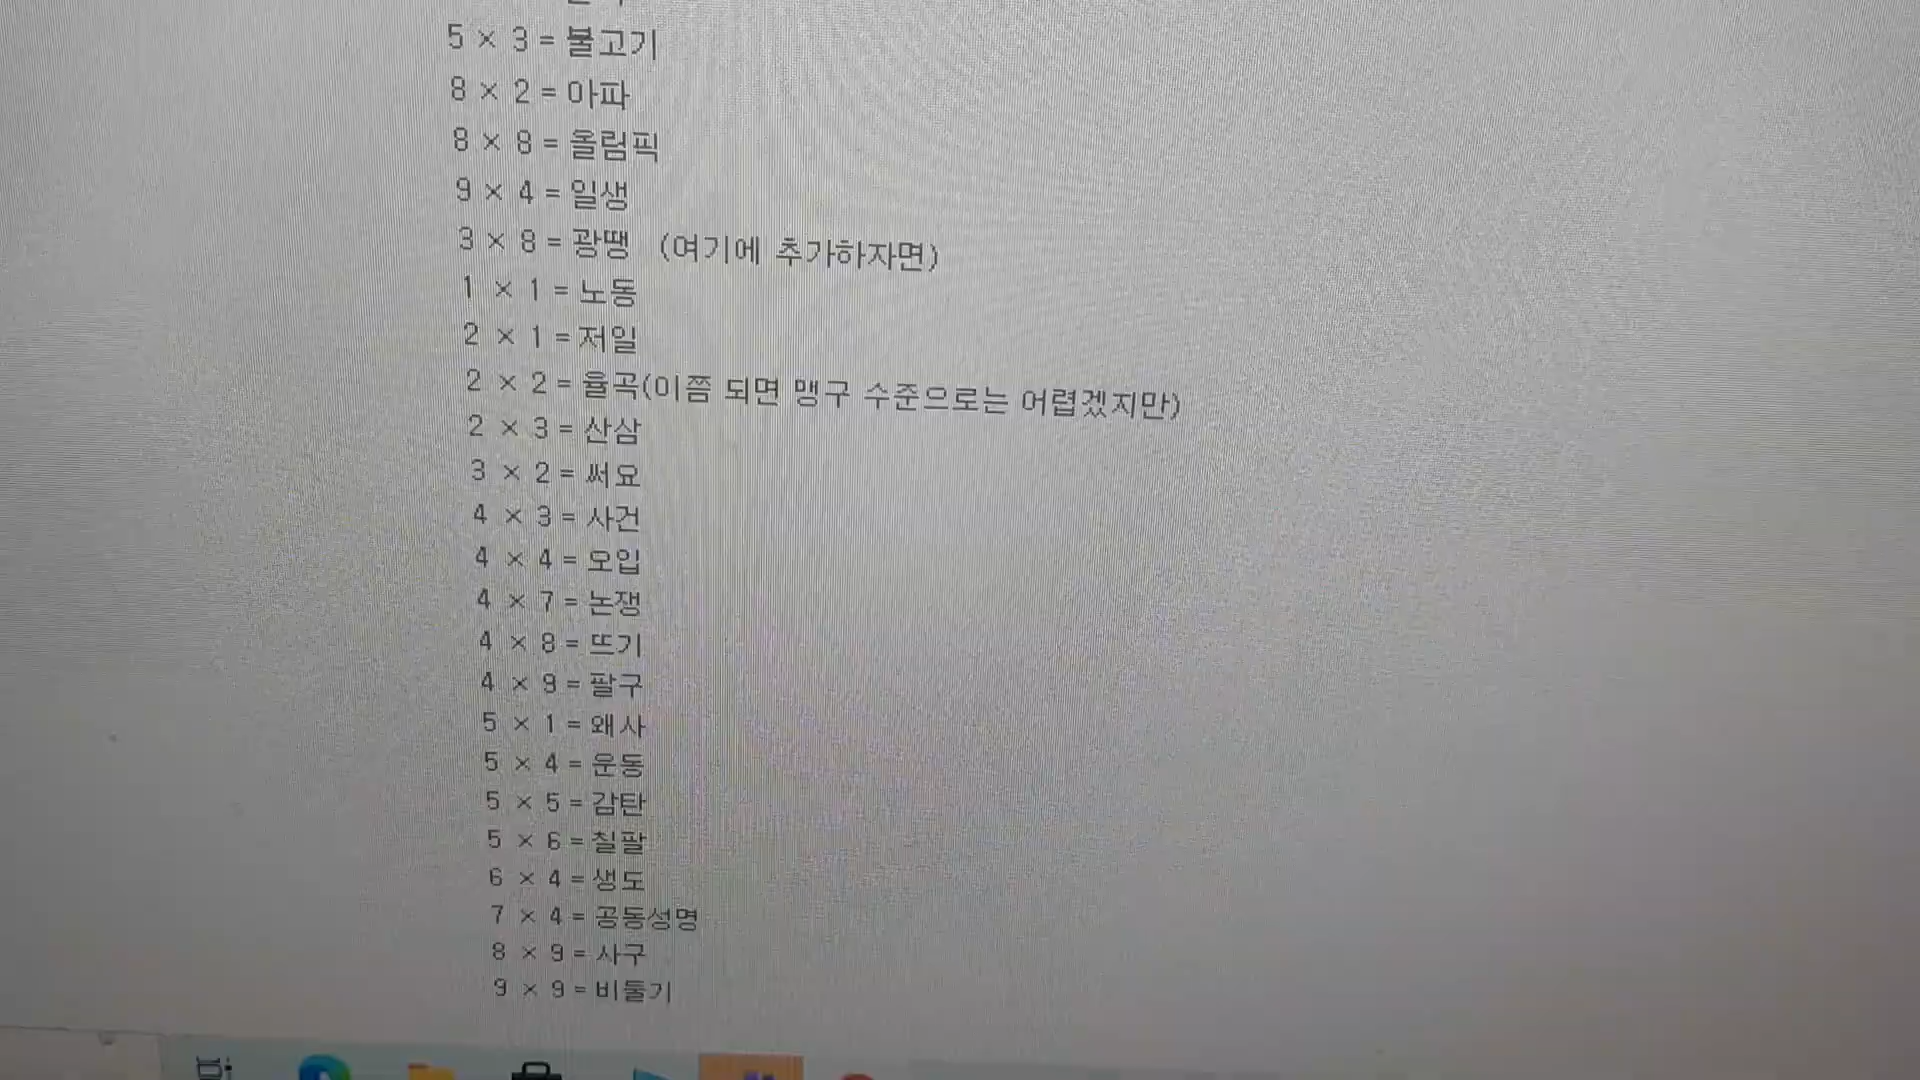 5 × 3 = 불고기
8 × 2 = 아파
8 × 8 = 올림픽
9 × 4 = 일생
3 × 8 = 광땡 (여기에 추가하자면)
1 × 1 = 노동
2 × 1 = 저일
2 × 2 = 율곡(이쯤 되면 맹구 수준으로는 어렵겠지만)
2 × 3 = 산삼
3 × 2 = 써요
4 × 3 = 사건
4 × 4 = 오입
4 × 7 = 논쟁
4 × 8 = 뜨기
4 × 9 = 팔구
5 × 1 = 왜사
5 × 4 = 운동
5 × 5 = 감탄
5 × 6 = 칠팔
6 × 4 = 생도
7 × 4 = 공동성명
8 × 9 = 사구
9 × 9 = 비둘기